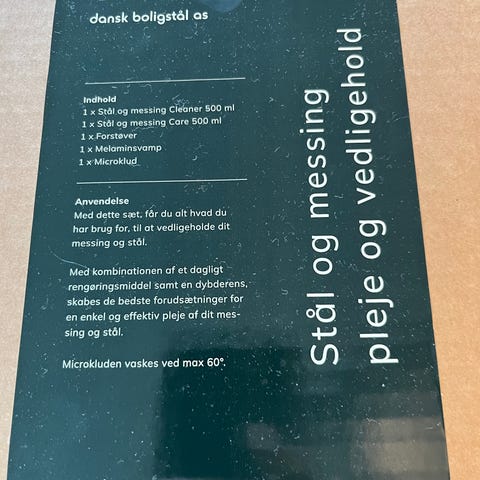 dansk boligstål as
Indhold
1 x Stål og messing Cleaner 500 ml
1 x Stål og messing Care 500 ml
1 x Forstøver
1 x Melaminsvamp
1 x Microklud
Anvendelse
Med dette sæt, får du alt hvad du
har brug for, til at vedligeholde dit
messing og stål.
Med kombinationen af et dagligt
rengøringsmiddel samt en dybderens,
skabes de bedste forudsætninger for
en enkel og effektiv pleje af dit mes-
sing og stål.
Microkluden vaskes ved max 60°.
Stål og messing
pleje og vedligehold